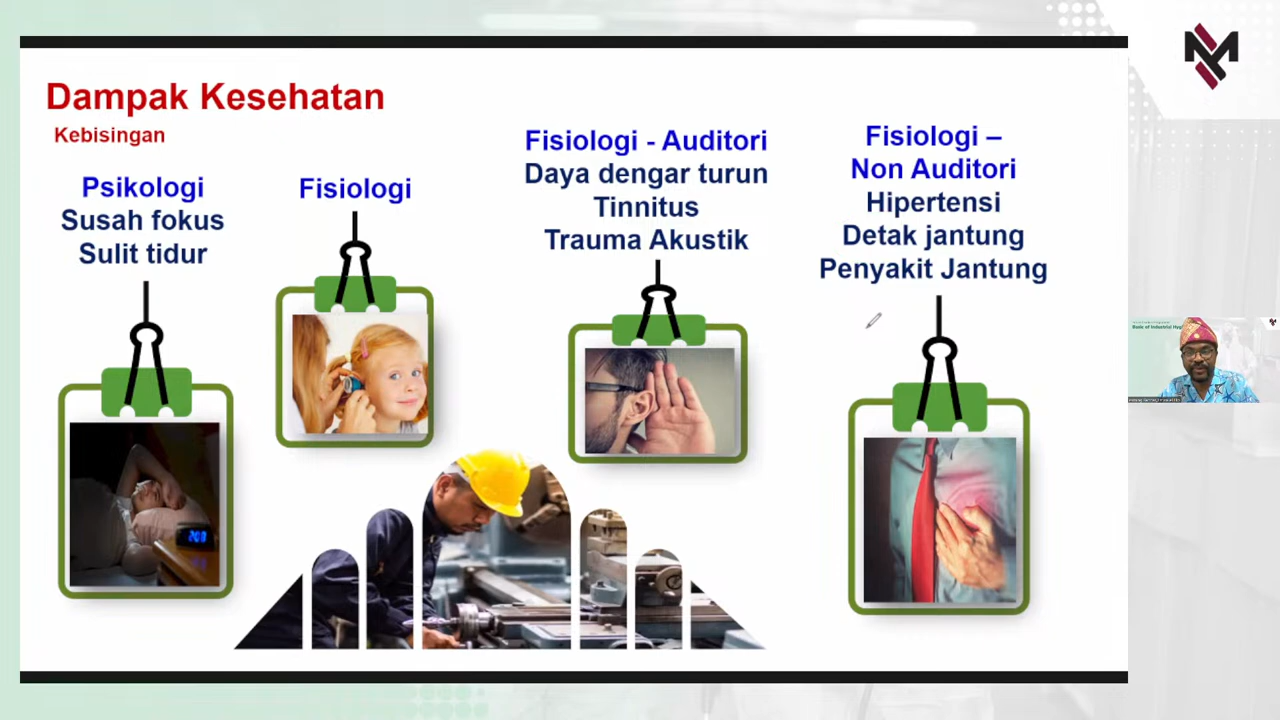 Dampak Kesehatan
Kebisingan
Psikologi
Susah fokus
Sulit tidur
Fisiologi
Fisiologi - Auditori
Daya dengar turun
Tinnitus
Trauma Akustik
Fisiologi –
Non Auditori
Hipertensi
Detak jantung
Penyakit Jantung